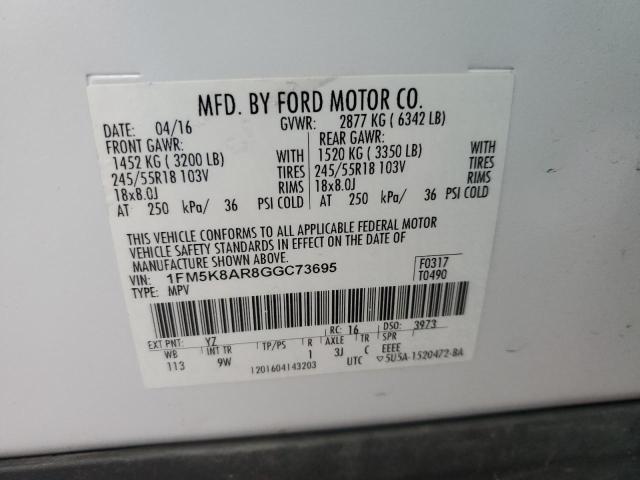 MFD. BY FORD MOTOR CO.
DATE: 04/16 GVWR: 2877 KG ( 6342 LB)
FRONT GAWR: REAR GAWR:
1452 KG ( 3200 LB) WITH 1520 KG ( 3350 LB) WITH
245/55R18 103V TIRES 245/55R18 103V TIRES
18x8.0J RIMS 18x8.0J RIMS
AT 250 kPa/ 36 PSI COLD AT 250 kPa/ 36 PSI COLD
THIS VEHICLE CONFORMS TO ALL APPLICABLE FEDERAL MOTOR
VEHICLE SAFETY STANDARDS IN EFFECT ON THE DATE OF
MANUFACTURE SHOWN ABOVE.
VIN: 1FM5K8AR8GGC73695 F0317
TYPE: MPV T0490
EXT PNT: YZ RC: 16 DSO: 3973
WB INT TR TP/PS R AXLE TR SPR EEEE
113 9W 1 3J C
1201604143203 UTC ▽5U5A-1520472-BA